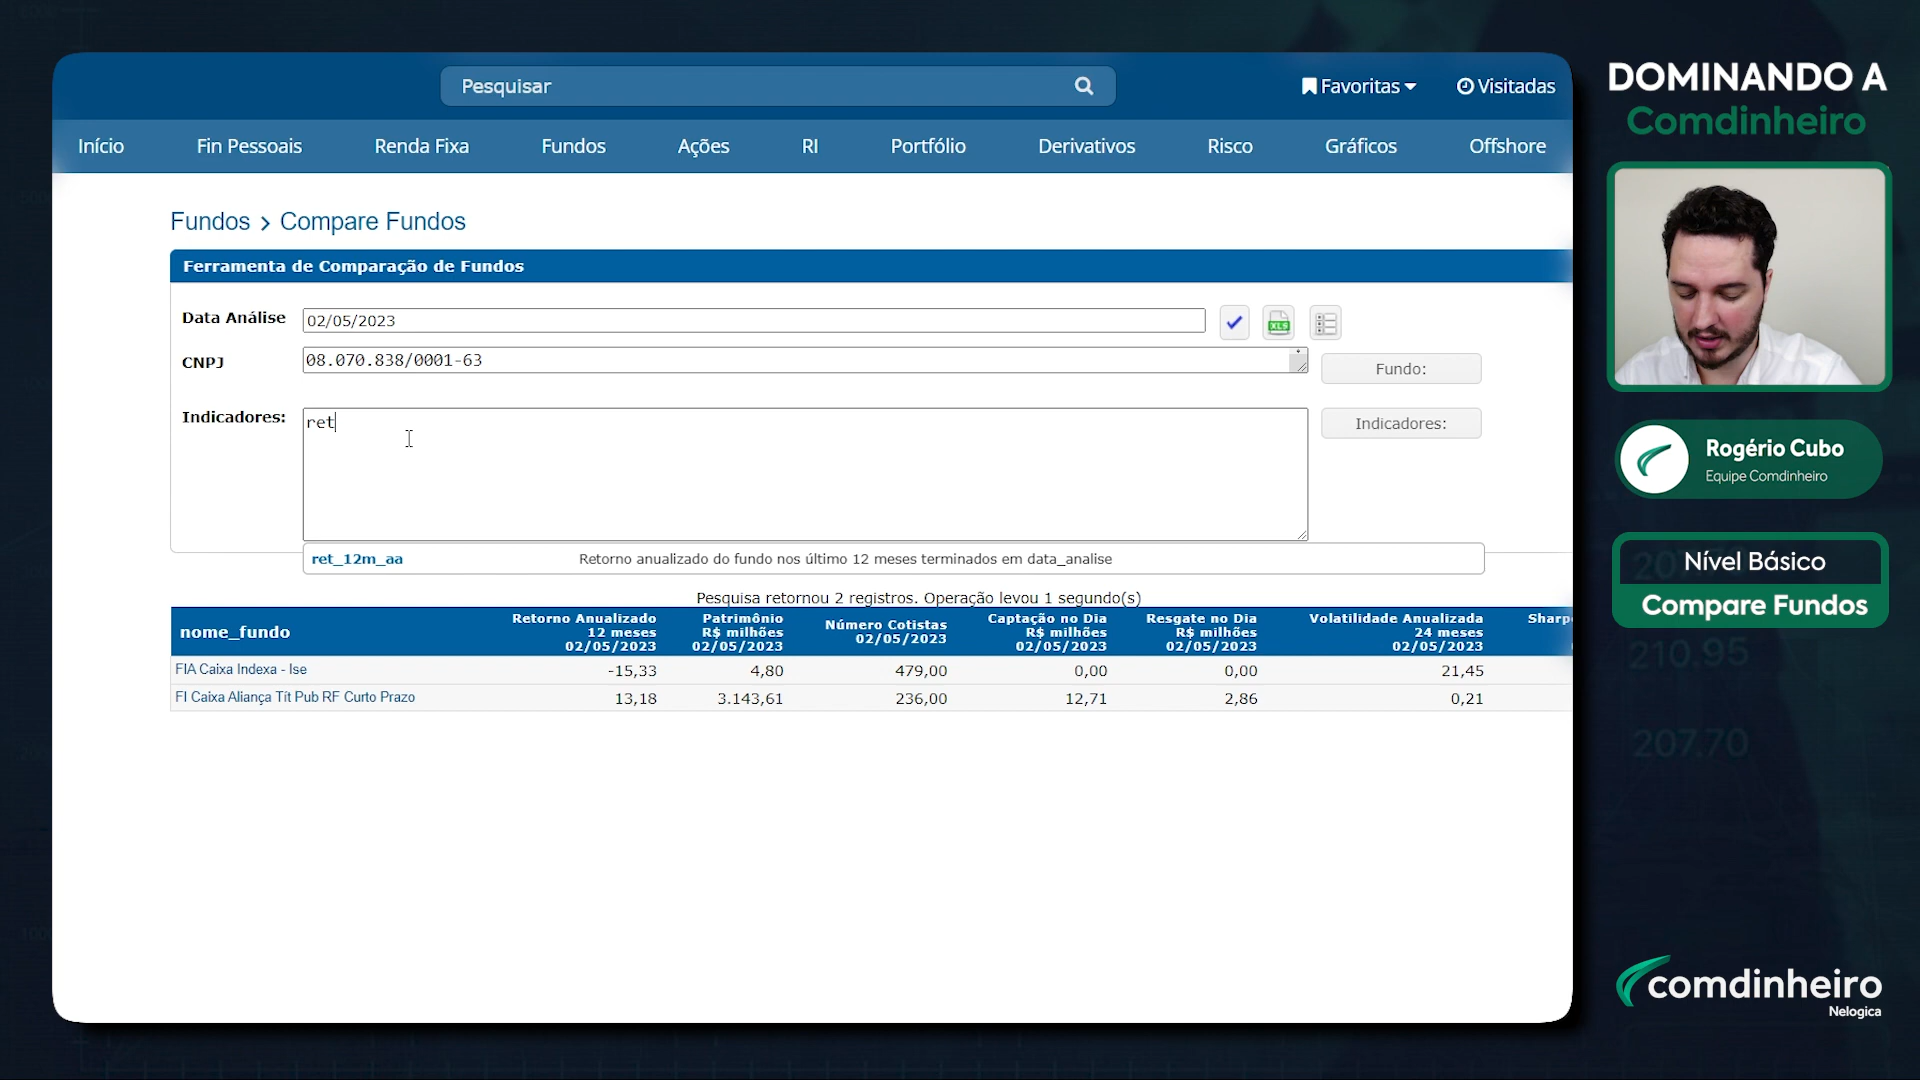 Pesquisar
Favoritas
Visitadas
Início Fin Pessoais Renda Fixa Fundos Ações RI Portfólio Derivativos Risco Gráficos Offshore
Fundos > Compare Fundos
Ferramenta de Comparação de Fundos
Data Análise 02/05/2023
XLS
CNPJ 08.070.838/0001-63
Fundo:
Indicadores: ret
Indicadores:
ret_12m_aa Retorno anualizado do fundo nos último 12 meses terminados em data_analise
Pesquisa retornou 2 registros. Operação levou 1 segundo(s)
nome_fundo
Retorno Anualizado
12 meses
02/05/2023
Patrimônio
R$ milhões
02/05/2023
Número Cotistas
02/05/2023
Captação no Dia
R$ milhões
02/05/2023
Resgate no Dia
R$ milhões
02/05/2023
Volatilidade Anualizada
24 meses
02/05/2023
Sharp
FIA Caixa Indexa - Ise -15,33 4,80 479,00 0,00 0,00 21,45
FI Caixa Aliança Tít Pub RF Curto Prazo 13,18 3.143,61 236,00 12,71 2,86 0,21
DOMINANDO A
Comdinheiro
Rogério Cubo
Equipe Comdinheiro
Nível Básico
Compare Fundos
210.95
207.70
comdinheiro
Nelogica